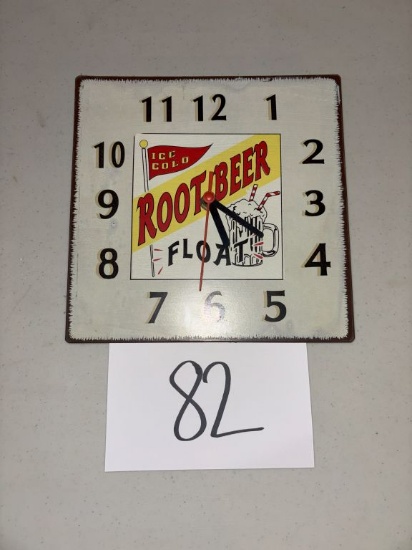 11 12 1
10 2
ICE
COLD
ROOT BEER
9 3
FLOAT
8 4
7 6 5
82